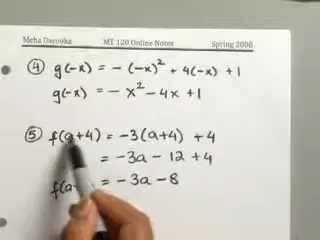 Meha Darooka MT 120 Online Notes Spring 2008
④ g(-x) = -(-x)² + 4(-x) + 1
g(-x) = -x² - 4x + 1
⑤ f(a+4) = -3(a+4) + 4
= -3a - 12 + 4
f(a = -3a - 8